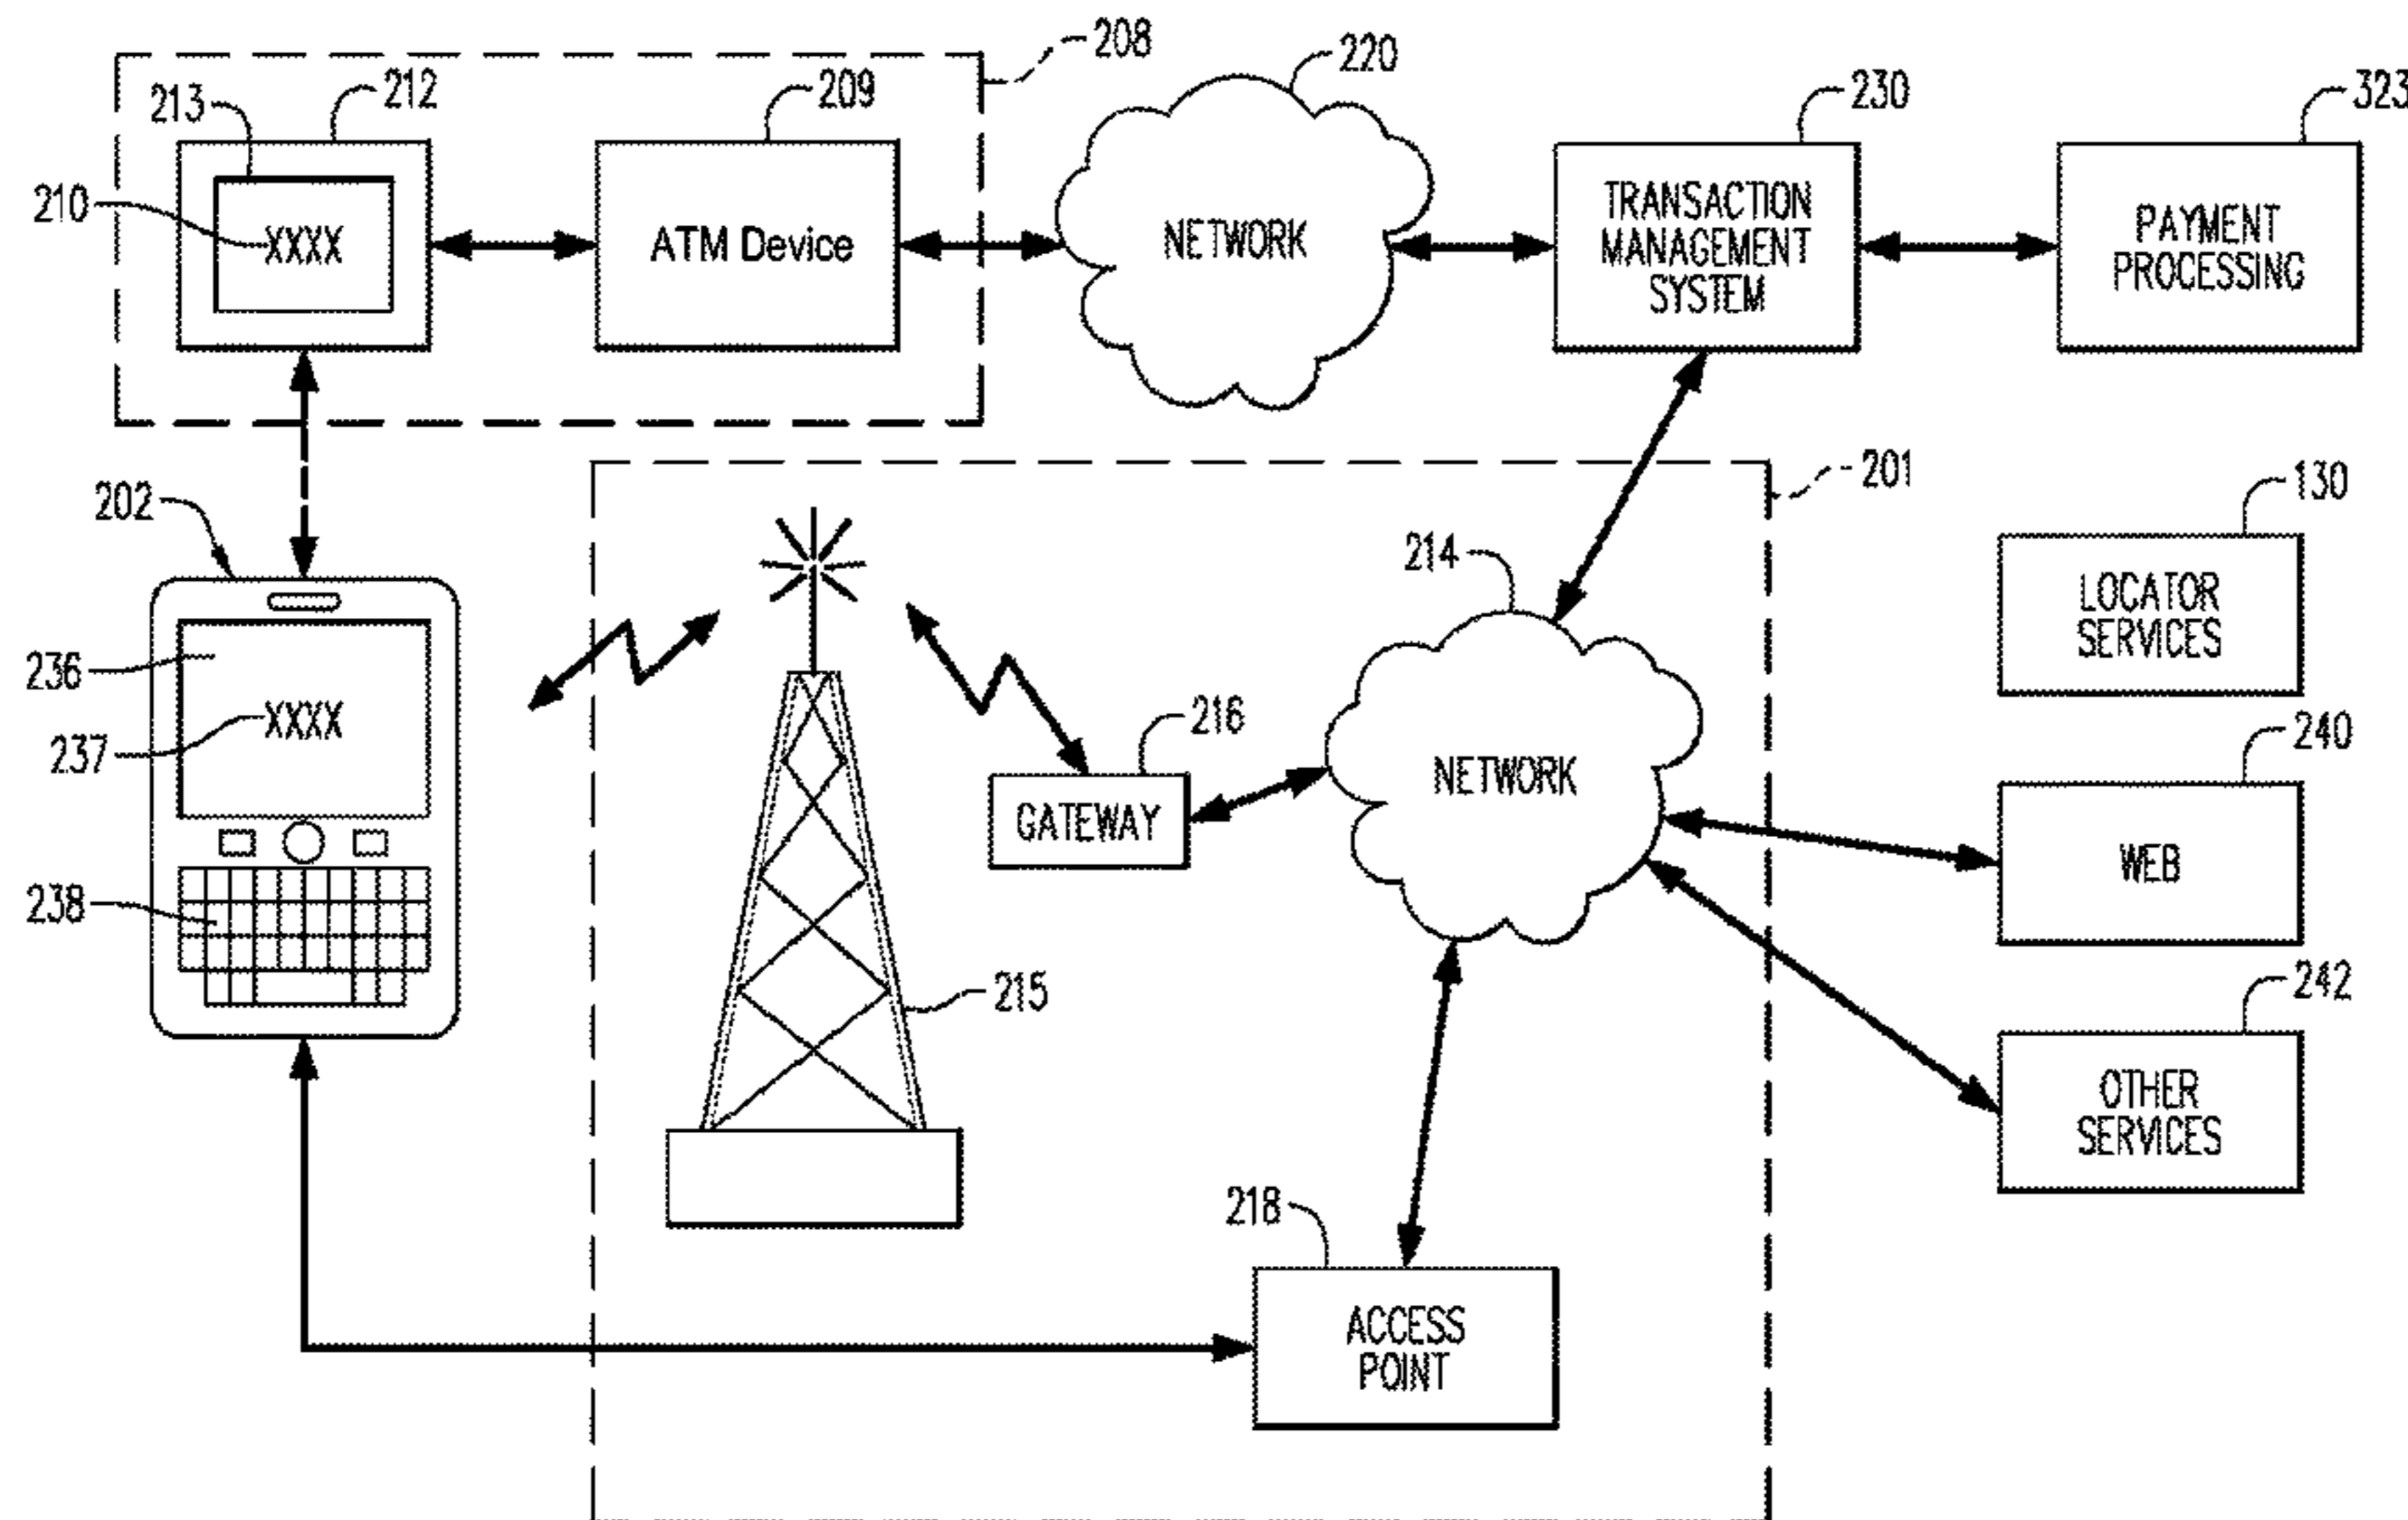 208
220
213
212
209
230
323
210
XXXX
ATM Device
NETWORK
TRANSACTION
MANAGEMENT
SYSTEM
PAYMENT
PROCESSING
202
201
130
214
LOCATOR
SERVICES
236
XXXX
237
216
240
NETWORK
GATEWAY
WEB
238
215
242
OTHER
SERVICES
218
ACCESS
POINT